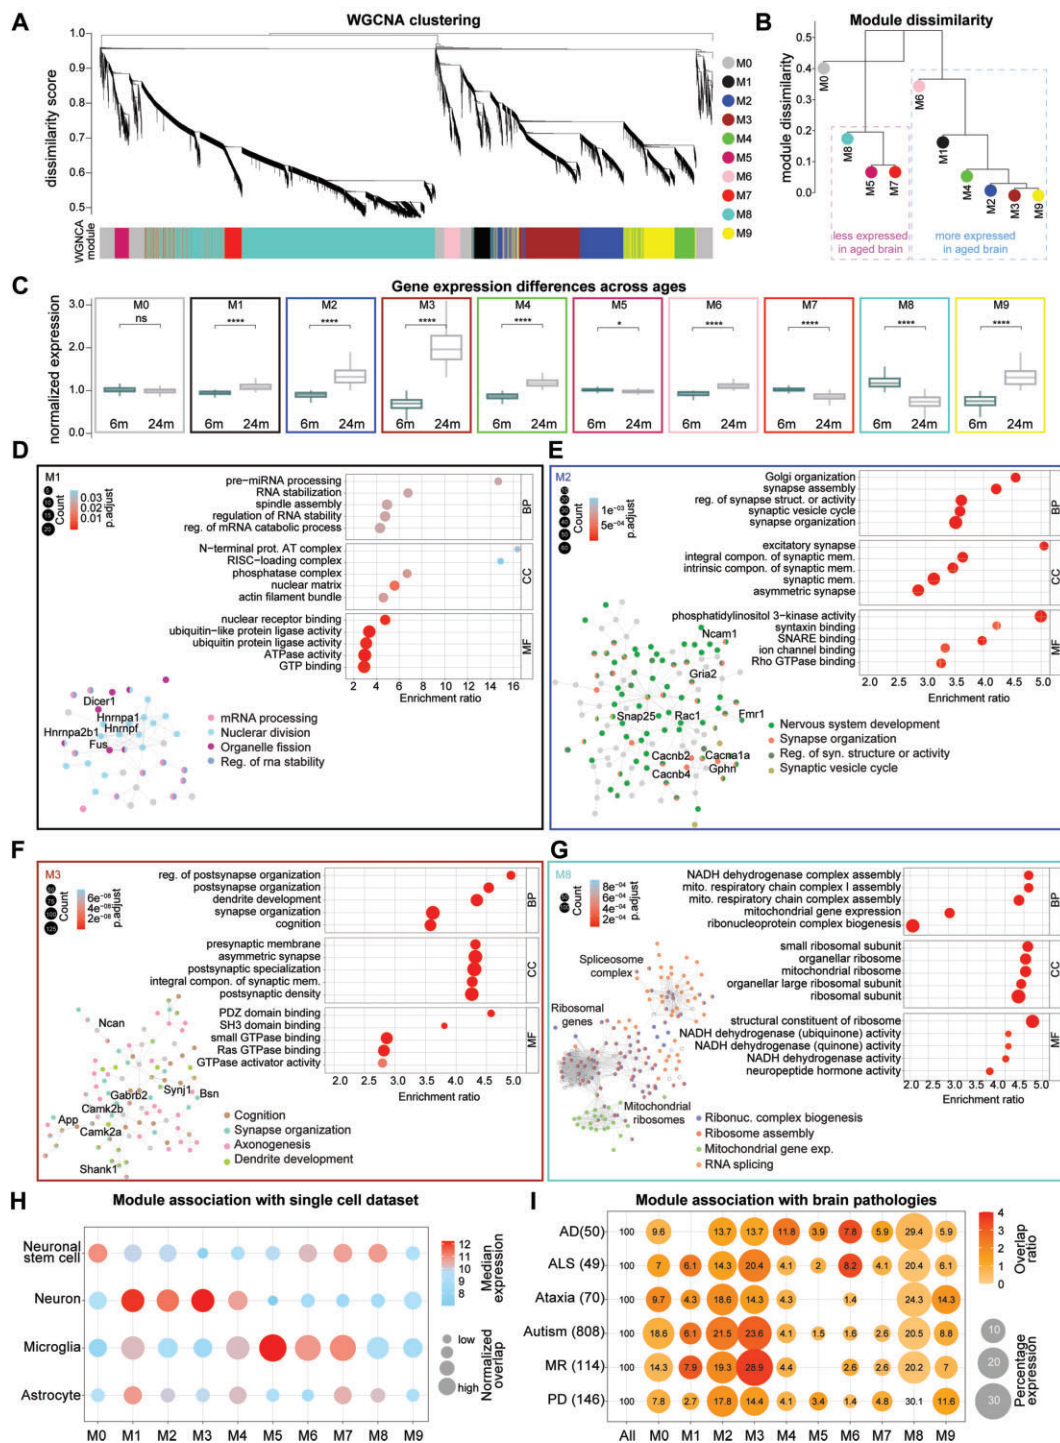 A
WGCNA clustering
dissimilarity score
1.0
0.9
0.8
0.7
0.6
0.5
WGNCA
module
M0
M1
M2
M3
M4
M5
M6
M7
M8
M9
B
Module dissimilarity
module dissimilarity
0.5
0.4
0.3
0.2
0.1
0.0
M0
M6
M8
M1
M5
M7
M4
M2
M3
M9
less expressed
in aged brain
more expressed
in aged brain
C
Gene expression differences across ages
normalized expression
3.0
2.0
1.0
0.0
M0 M1 M2 M3 M4 M5 M6 M7 M8 M9
ns **** **** **** **** * **** **** **** ****
6m 24m 6m 24m 6m 24m 6m 24m 6m 24m 6m 24m 6m 24m 6m 24m 6m 24m 6m 24m
D
M1
Count
5
10
15
20
p.adjust
0.03
0.02
0.01
pre-miRNA processing
RNA stabilization
spindle assembly
regulation of RNA stability
reg. of mRNA catabolic process
BP
N-terminal prot. AT complex
RISC-loading complex
phosphatase complex
nuclear matrix
actin filament bundle
CC
nuclear receptor binding
ubiquitin-like protein ligase activity
ubiquitin protein ligase activity
ATPase activity
GTP binding
MF
2 4 6 8 10 12 14 16
Enrichment ratio
Dicer1
Hnrnpa1
Hnrnpa2b1
Hnrnpf
Fus
mRNA processing
Nuclerar division
Organelle fission
Reg. of rna stability
E
M2
Count
p.adjust
1e-03
5e-04
Golgi organization
synapse assembly
reg. of synapse struct. or activity
synaptic vesicle cycle
synapse organization
BP
excitatory synapse
integral compon. of synaptic mem.
intrinsic compon. of synaptic mem.
synaptic mem.
asymmetric synapse
CC
phosphatidylinositol 3-kinase activity
syntaxin binding
SNARE binding
ion channel binding
Rho GTPase binding
MF
2.0 2.5 3.0 3.5 4.0 4.5 5.0
Enrichment ratio
Ncam1
Gria2
Snap25
Rac1
Fmr1
Cacnb2
Cacna1a
Cacnb4
Gphn
Nervous system development
Synapse organization
Reg. of syn. structure or activity
Synaptic vesicle cycle
F
M3
Count
50
75
100
125
p.adjust
6e-08
4e-08
2e-08
reg. of postsynapse organization
postsynapse organization
dendrite development
synapse organization
cognition
BP
presynaptic membrane
asymmetric synapse
postsynaptic specialization
integral compon. of synaptic mem.
postsynaptic density
CC
PDZ domain binding
SH3 domain binding
small GTPase binding
Ras GTPase binding
GTPase activator activity
MF
2.0 2.5 3.0 3.5 4.0 4.5 5.0
Enrichment ratio
Ncan
Gabrb2
Synj1
Bsn
Camk2b
App
Camk2a
Shank1
Cognition
Synapse organization
Axonogenesis
Dendrite development
G
M8
Count
p.adjust
8e-04
6e-04
4e-04
2e-04
NADH dehydrogenase complex assembly
mito. respiratory chain complex I assembly
mito. respiratory chain complex assembly
mitochondrial gene expression
ribonucleoprotein complex biogenesis
BP
small ribosomal subunit
organellar ribosome
mitochondrial ribosome
organellar large ribosomal subunit
ribosomal subunit
CC
structural constituent of ribosome
NADH dehydrogenase (ubiquinone) activity
NADH dehydrogenase (quinone) activity
NADH dehydrogenase activity
neuropeptide hormone activity
MF
2.0 2.5 3.0 3.5 4.0 4.5 5.0
Enrichment ratio
Spliceosome
complex
Ribosomal
genes
Mitochondrial
ribosomes
Ribonuc. complex biogenesis
Ribosome assembly
Mitochondrial gene exp.
RNA splicing
H
Module association with single cell dataset
Neuronal
stem cell
Neuron
Microglia
Astrocyte
M0 M1 M2 M3 M4 M5 M6 M7 M8 M9
12
11
10
9
8
Median
expression
low
high
Normalized
overlap
I
Module association with brain pathologies
AD(50) 100 9.6 13.7 13.7 11.8 3.9 7.8 5.9 29.4 5.9
ALS (49) 100 7 6.1 14.3 20.4 4.1 2 8.2 4.1 20.4 6.1
Ataxia (70) 100 9.7 4.3 18.6 14.3 4.3 1.4 24.3 14.3
Autism (808) 100 18.6 6.1 21.5 23.6 4.1 1.5 1.6 2.6 20.5 8.8
MR (114) 100 14.3 7.9 19.3 28.9 4.4 2.6 2.6 20.2 7
PD (146) 100 7.8 2.7 17.8 14.4 4.1 3.4 1.4 4.8 30.1 11.6
All M0 M1 M2 M3 M4 M5 M6 M7 M8 M9
4
3
2
1
0
Overlap
ratio
10
20
30
Percentage
expression